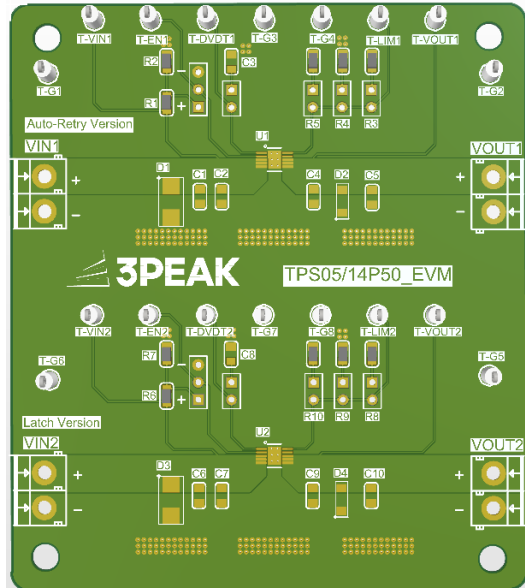 T-VIN1 T-EN1 T-DVDT1 T-G3 T-G4 T-LIM1 T-VOUT1
R2 − C3
T-G1 T-G2
R1 +
Auto-Retry Version U1 R5 R4 R3
VIN1 VOUT1
D1 C1 C2 C4 D2 C5
+ +
− −
3PEAK TPS05/14P50_EVM
T-VIN2 T-EN2 T-DVDT2 T-G7 T-G8 T-LIM2 T-VOUT2
R7 − C8
T-G6 T-G5
R6 +
Latch Version U2 R10 R9 R8
VIN2 VOUT2
D3 C6 C7 C9 D4 C10
+ +
− −